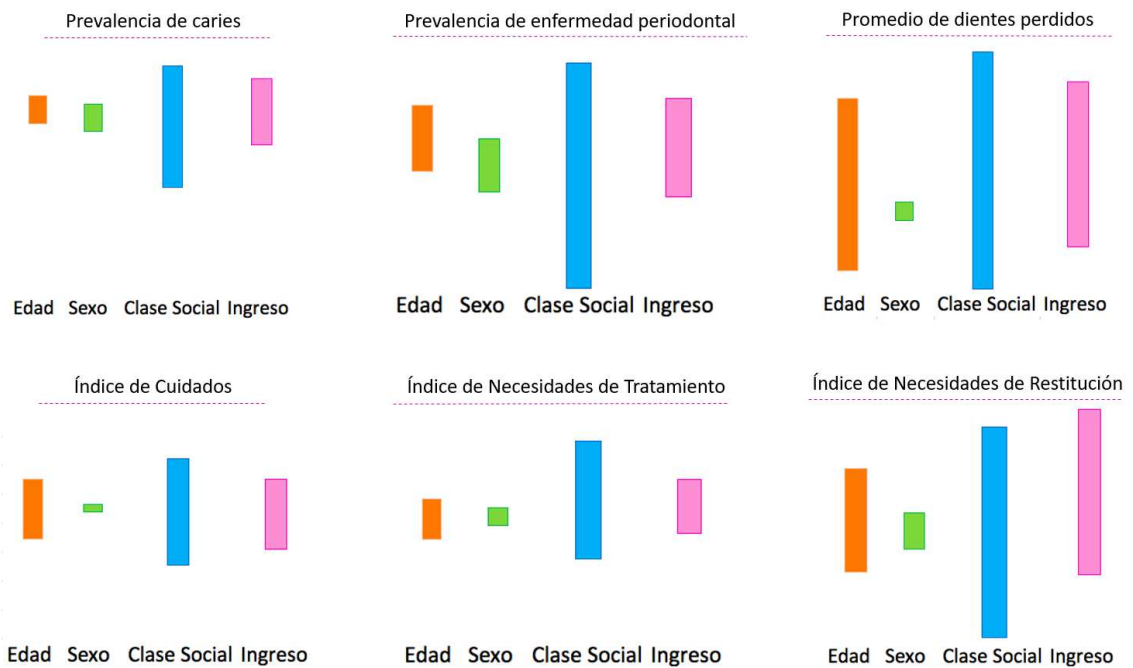 Prevalencia de caries
Prevalencia de enfermedad periodontal
Promedio de dientes perdidos
Edad Sexo Clase Social Ingreso
Edad Sexo Clase Social Ingreso
Edad Sexo Clase Social Ingreso
Índice de Cuidados
Índice de Necesidades de Tratamiento
Índice de Necesidades de Restitución
Edad Sexo Clase Social Ingreso
Edad Sexo Clase Social Ingreso
Edad Sexo Clase Social Ingreso